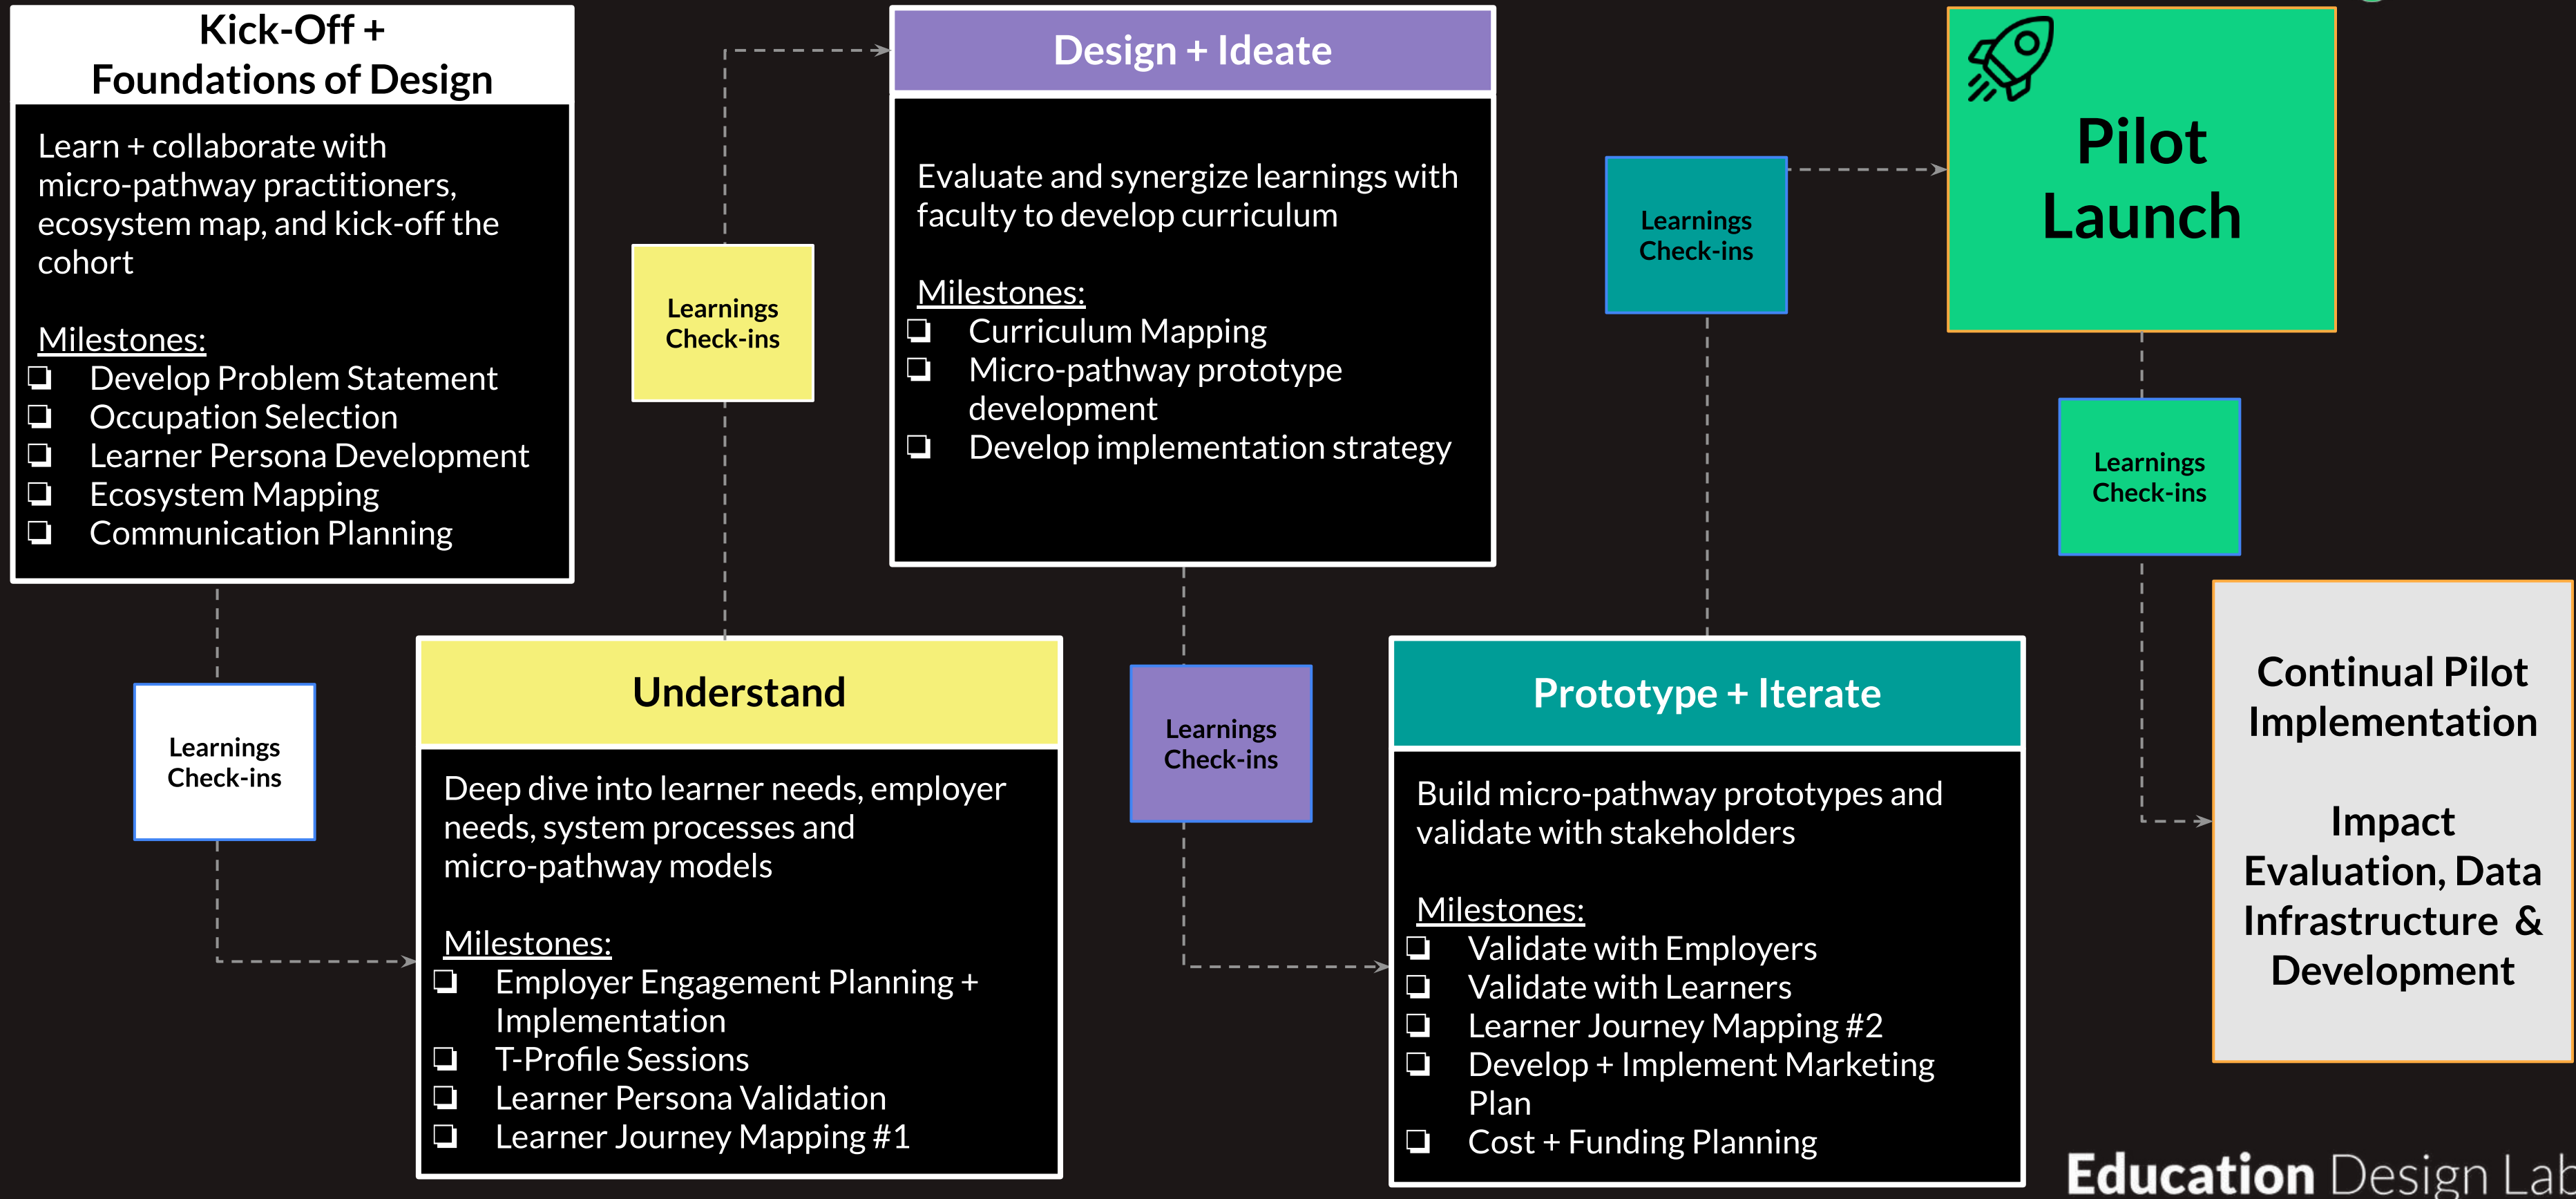 Kick-Off +
Foundations of Design
Learn + collaborate with
micro-pathway practitioners,
ecosystem map, and kick-off the
cohort
Milestones:
❏ Develop Problem Statement
❏ Occupation Selection
❏ Learner Persona Development
❏ Ecosystem Mapping
❏ Communication Planning
Learnings
Check-ins
Understand
Deep dive into learner needs, employer
needs, system processes and
micro-pathway models
Milestones:
❏ Employer Engagement Planning +
Implementation
❏ T-Profile Sessions
❏ Learner Persona Validation
❏ Learner Journey Mapping #1
Learnings
Check-ins
Design + Ideate
Evaluate and synergize learnings with
faculty to develop curriculum
Milestones:
❏ Curriculum Mapping
❏ Micro-pathway prototype
development
❏ Develop implementation strategy
Learnings
Check-ins
Prototype + Iterate
Build micro-pathway prototypes and
validate with stakeholders
Milestones:
❏ Validate with Employers
❏ Validate with Learners
❏ Learner Journey Mapping #2
❏ Develop + Implement Marketing
Plan
❏ Cost + Funding Planning
Learnings
Check-ins
Pilot
Launch
Learnings
Check-ins
Continual Pilot
Implementation
Impact
Evaluation, Data
Infrastructure &
Development
Education Design Lab